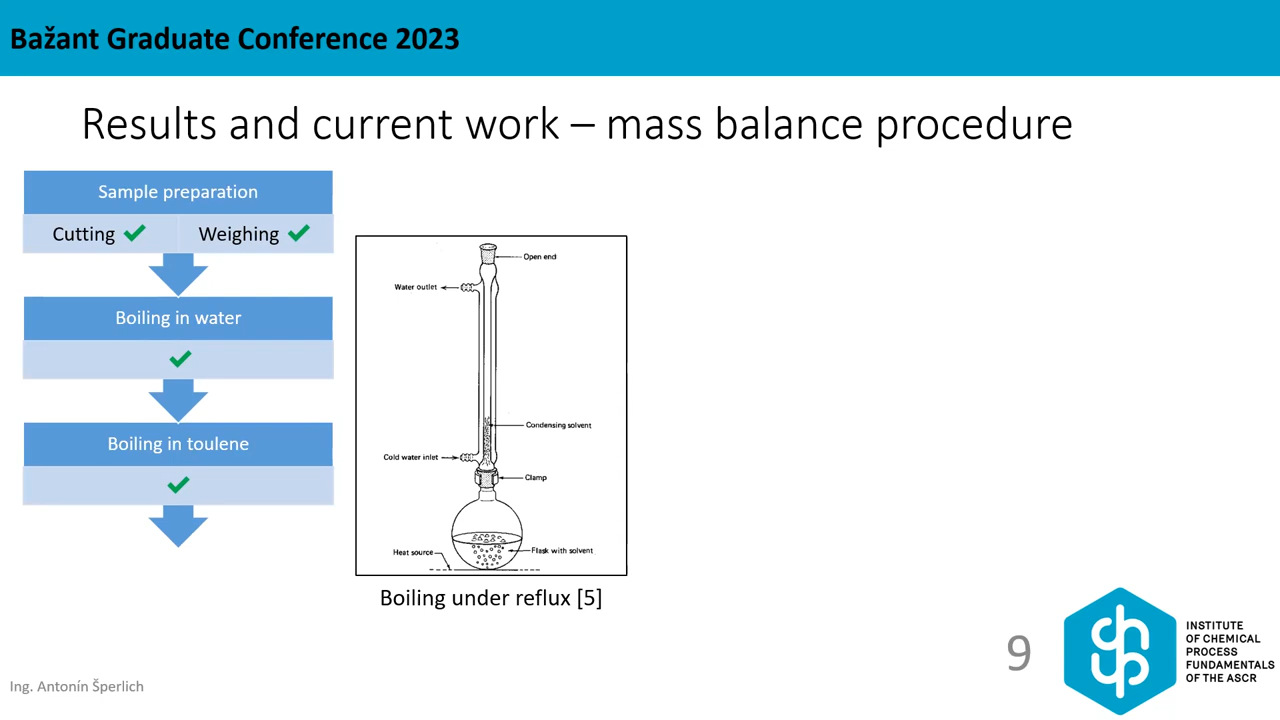 Bažant Graduate Conference 2023
Results and current work – mass balance procedure
Sample preparation
Cutting
Weighing
Boiling in water
Boiling in toulene
Open end
Water outlet
Condensing solvent
Cold water inlet
Clamp
Heat source
Flask with solvent
Boiling under reflux [5]
9
INSTITUTE
OF CHEMICAL
PROCESS
FUNDAMENTALS
OF THE ASCR
Ing. Antonín Šperlich